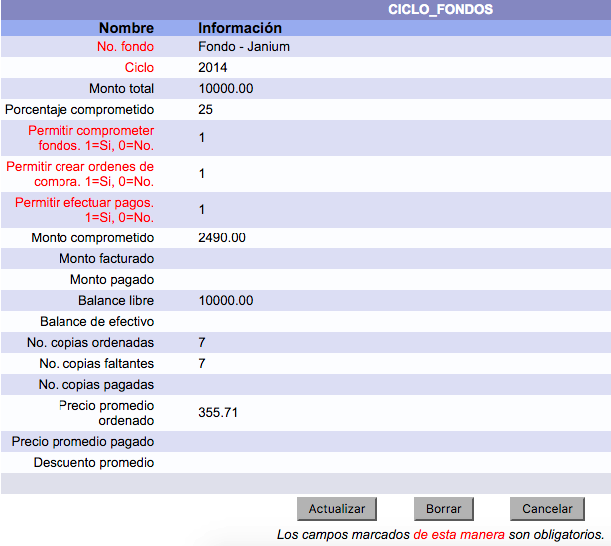 CICLO_FONDOS
Nombre Información
No. fondo Fondo - Janium
Ciclo 2014
Monto total 10000.00
Porcentaje comprometido 25
Permitir comprometer
fondos. 1=Si, 0=No. 1
Permitir crear ordenes de
compra. 1=Si, 0=No. 1
Permitir efectuar pagos.
1=Si, 0=No. 1
Monto comprometido 2490.00
Monto facturado
Monto pagado
Balance libre 10000.00
Balance de efectivo
No. copias ordenadas 7
No. copias faltantes 7
No. copias pagadas
Precio promedio
ordenado 355.71
Precio promedio pagado
Descuento promedio
Actualizar Borrar Cancelar
Los campos marcados de esta manera son obligatorios.